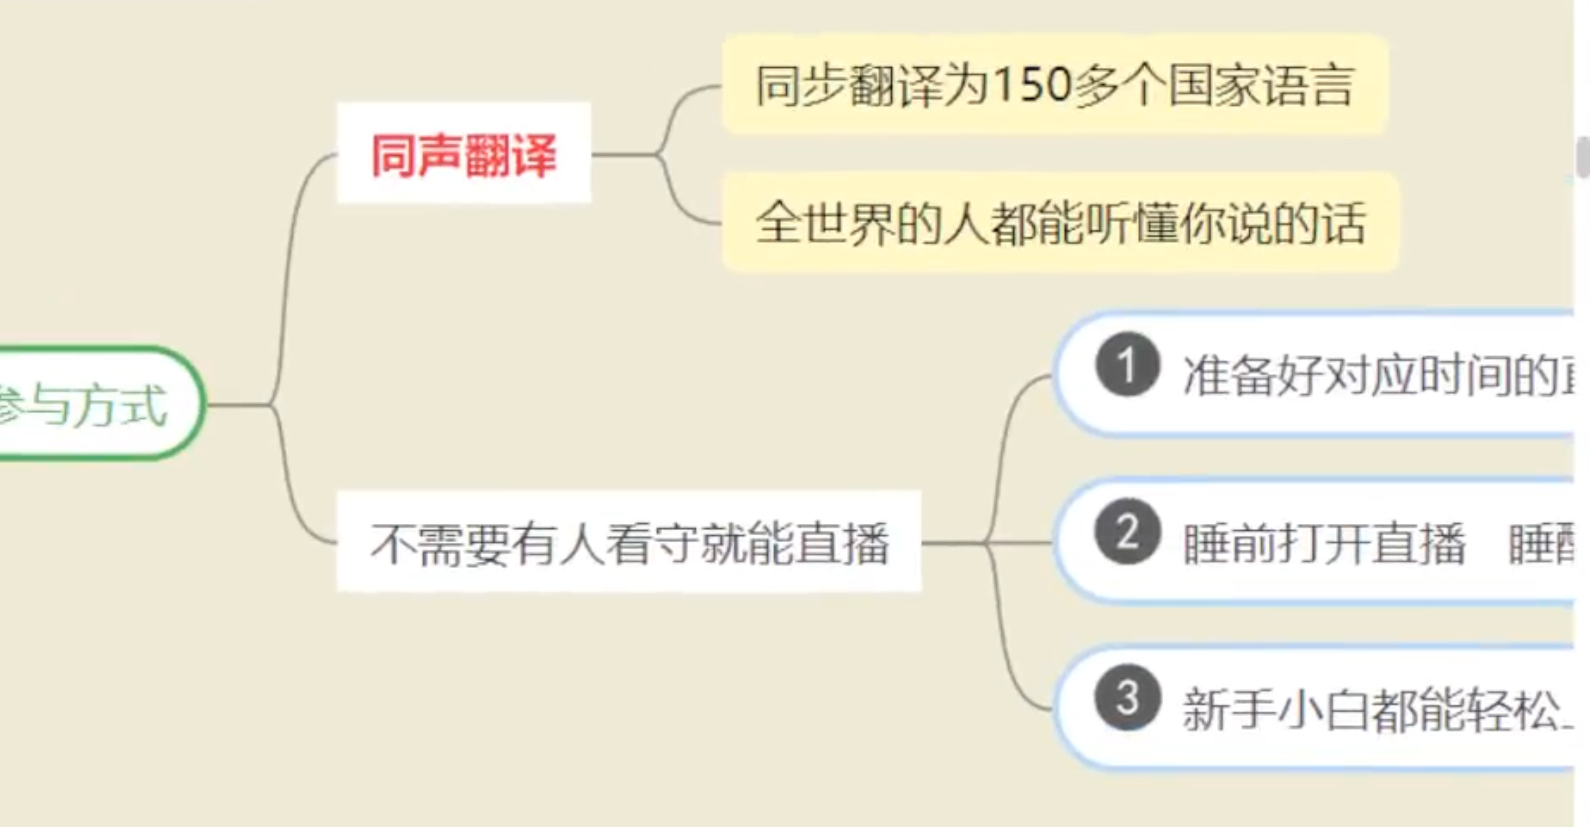 同步翻译为150多个国家语言
同声翻译
全世界的人都能听懂你说的话
参与方式
1 准备好对应时间的
不需要有人看守就能直播
2 睡前打开直播 睡
3 新手小白都能轻松